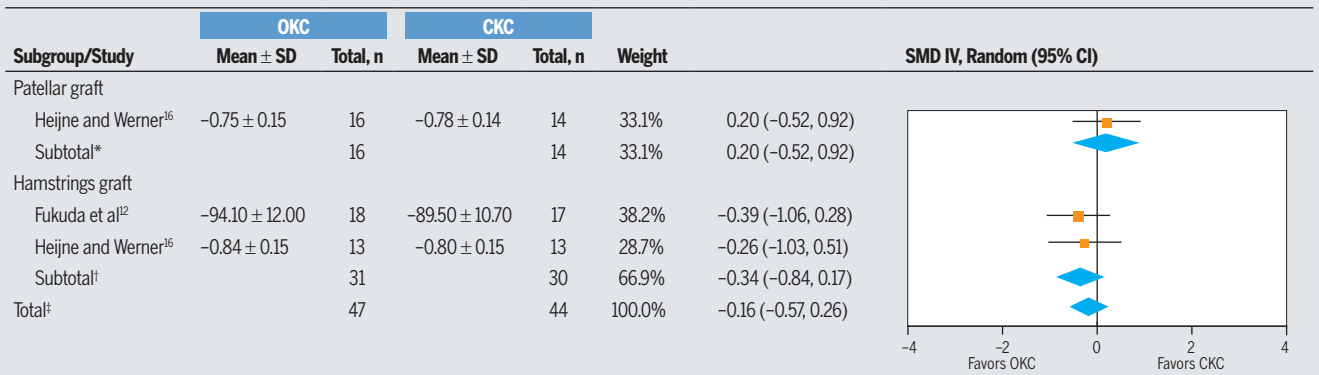 OKC CKC
Subgroup/Study Mean ± SD Total, n Mean ± SD Total, n Weight SMD IV, Random (95% CI)
Patellar graft
Heijne and Werner¹⁶ –0.75 ± 0.15 16 –0.78 ± 0.14 14 33.1% 0.20 (–0.52, 0.92)
Subtotal* 16 14 33.1% 0.20 (–0.52, 0.92)
Hamstrings graft
Fukuda et al¹² –94.10 ± 12.00 18 –89.50 ± 10.70 17 38.2% –0.39 (–1.06, 0.28)
Heijne and Werner¹⁶ –0.84 ± 0.15 13 –0.80 ± 0.15 13 28.7% –0.26 (–1.03, 0.51)
Subtotal† 31 30 66.9% –0.34 (–0.84, 0.17)
Total‡ 47 44 100.0% –0.16 (–0.57, 0.26)
–4 –2 0 2 4
Favors OKC Favors CKC